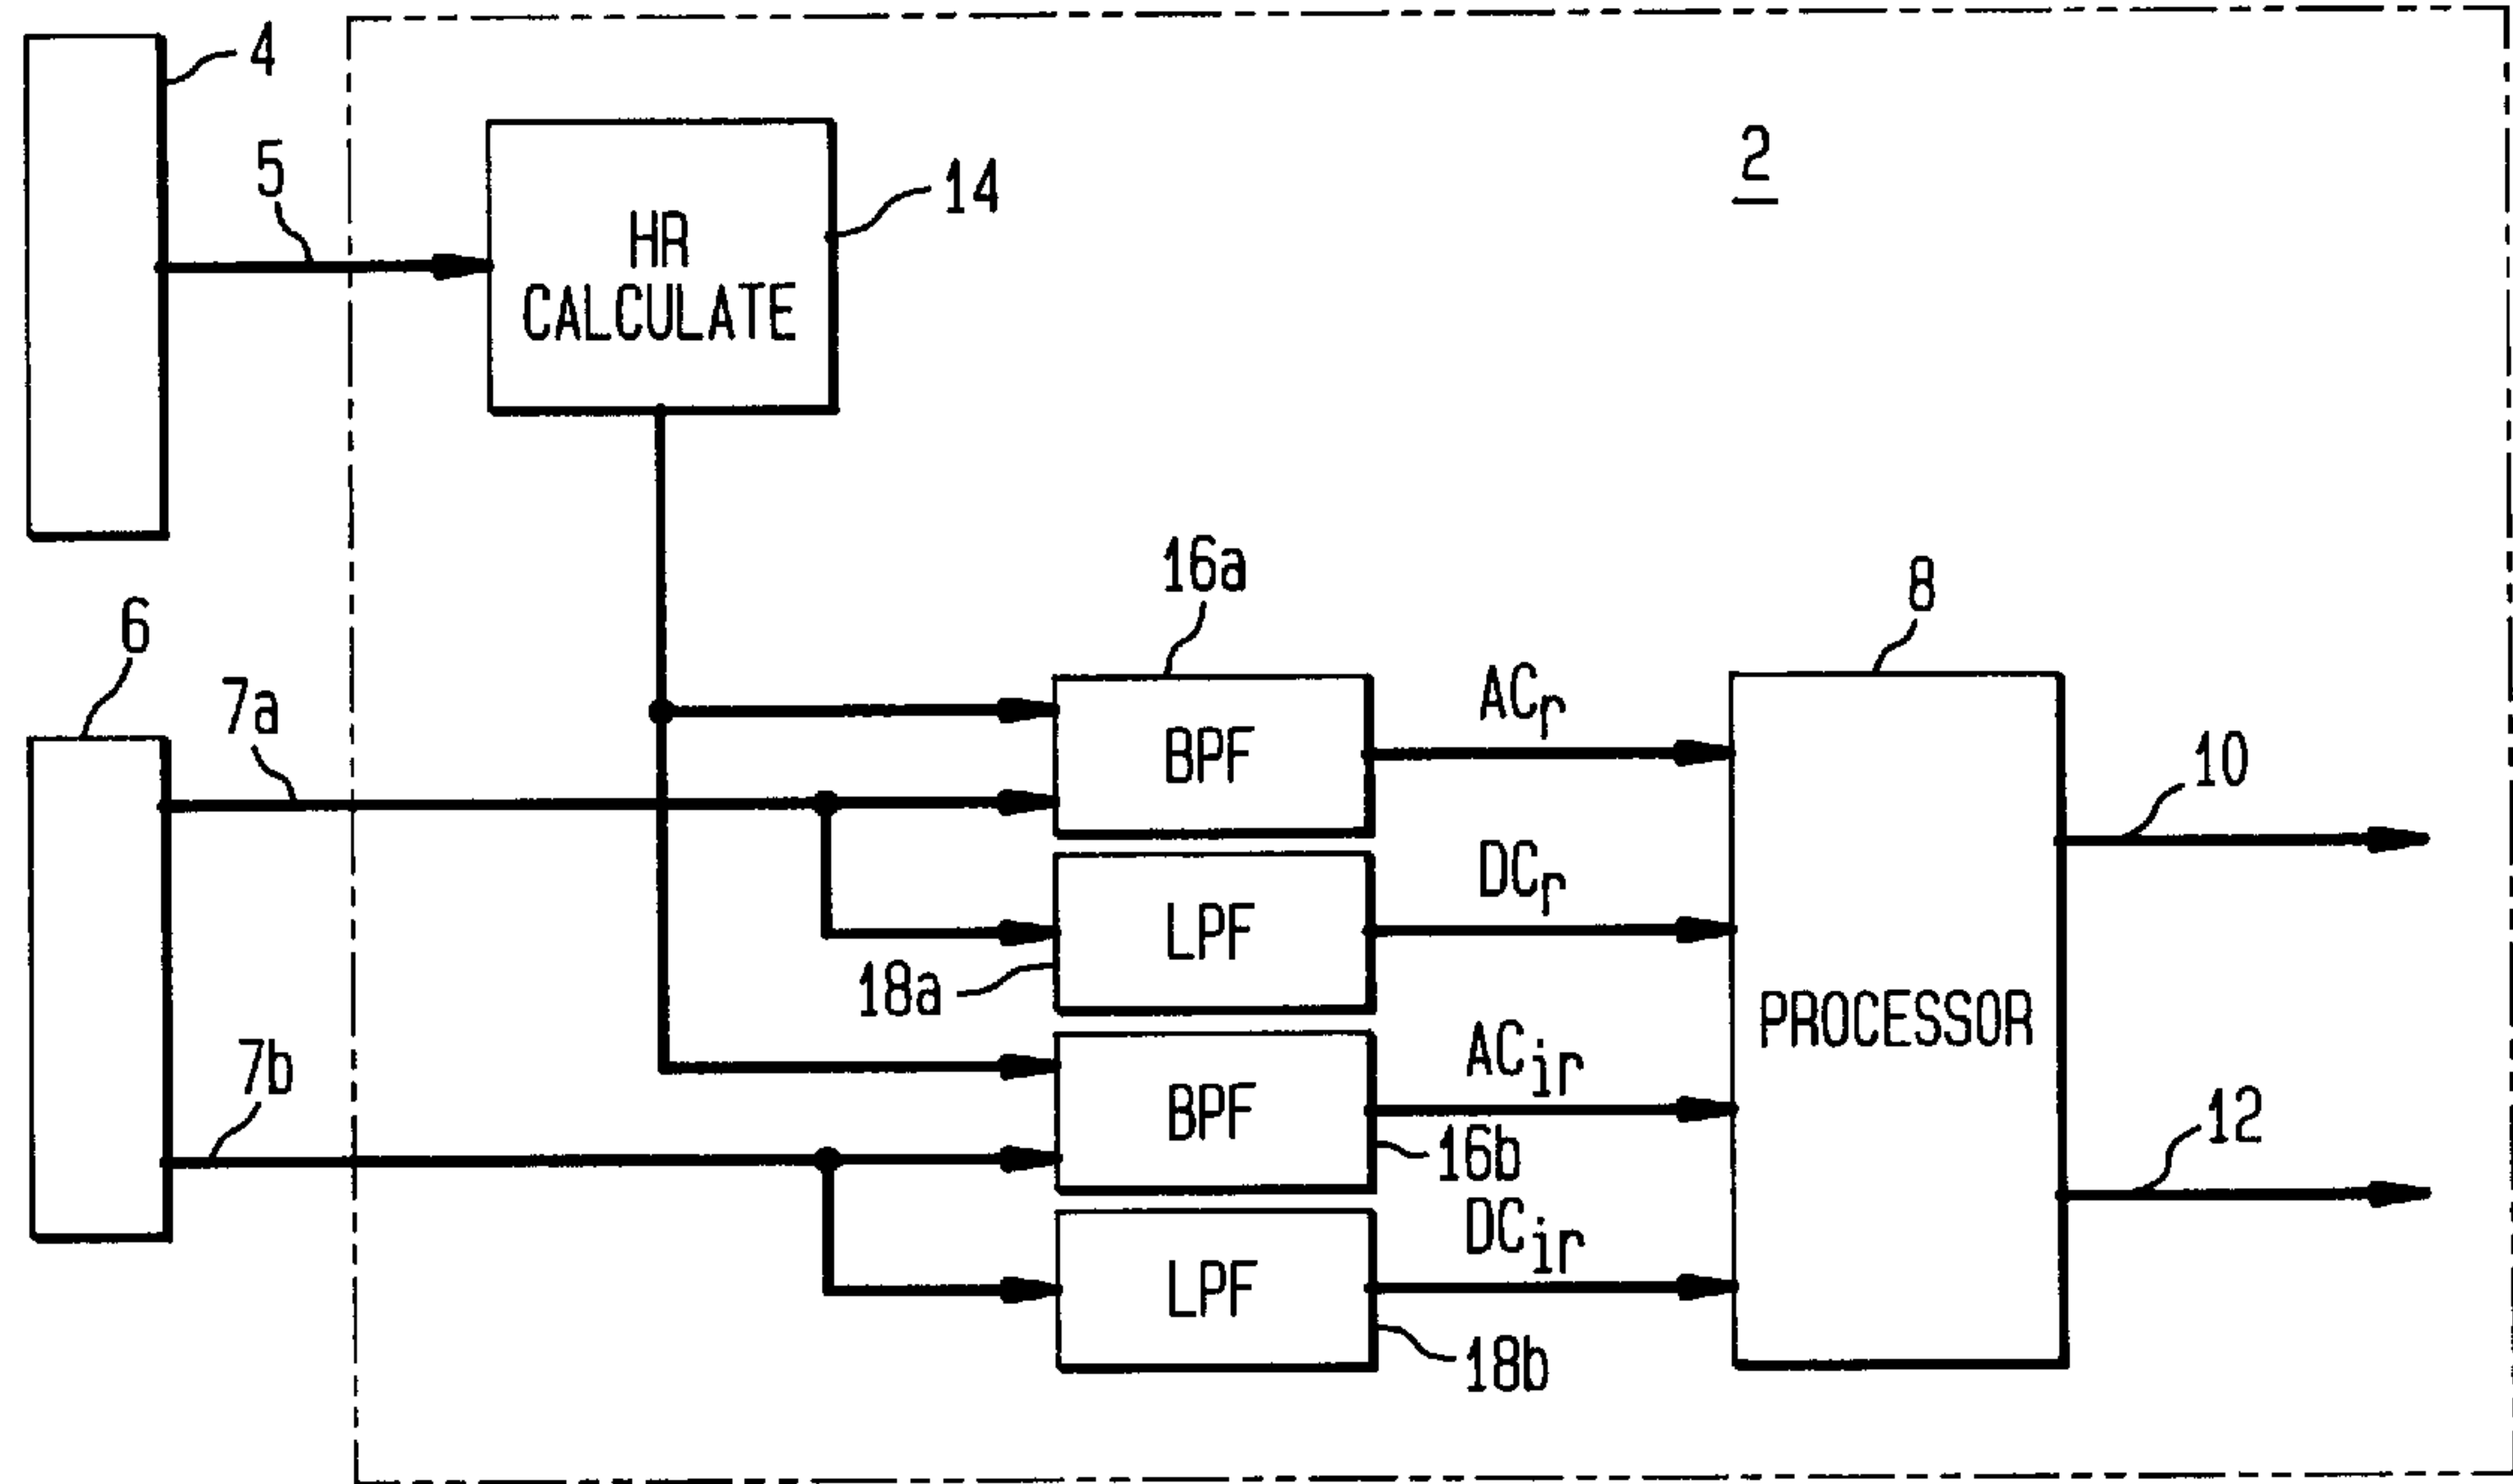 4
2
5
14
HR
CALCULATE
16a
8
6
7a
ACr
BPF
10
DCr
LPF
18a
PROCESSOR
7b
ACir
BPF
16b
12
DCir
LPF
18b